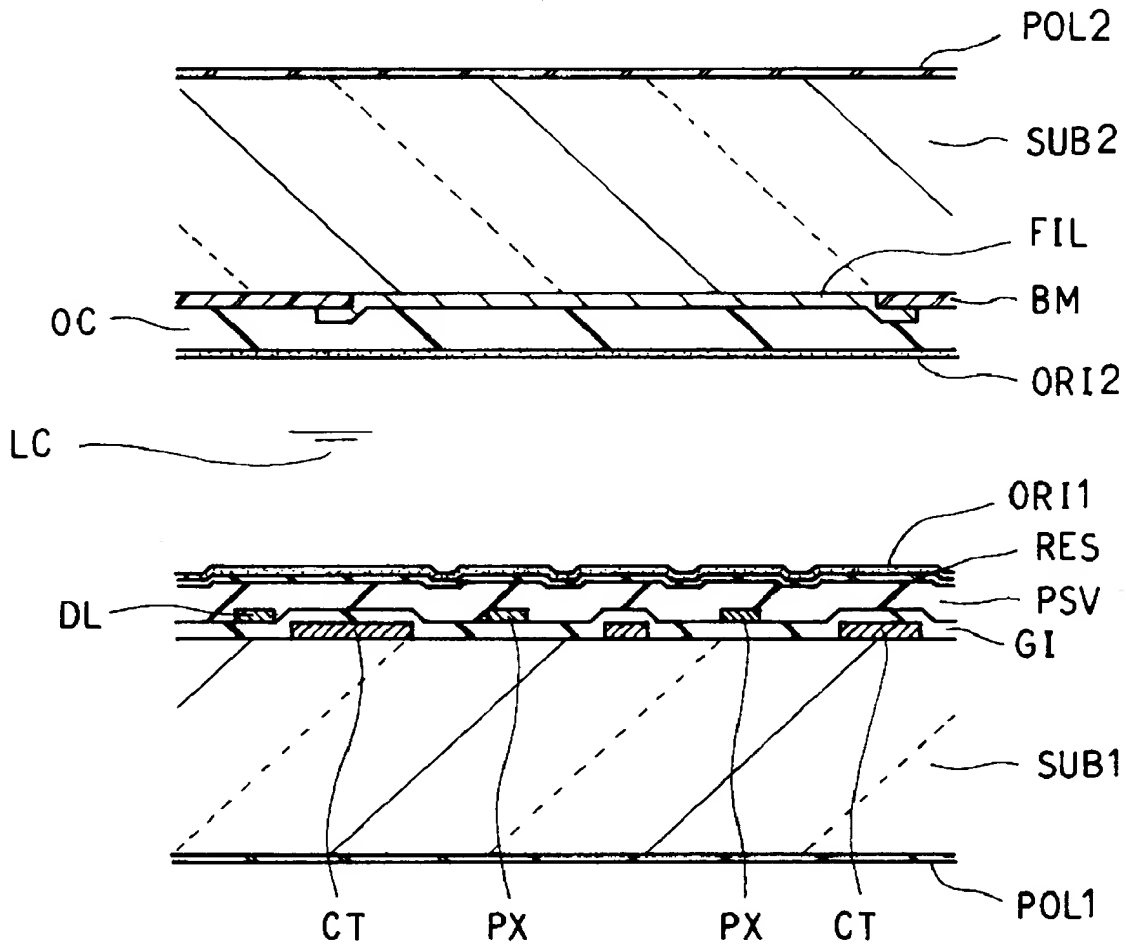 POL2
SUB2
FIL
BM
OC
ORI2
LC
ORI1
RES
PSV
DL
GI
SUB1
POL1
CT
PX
PX
CT